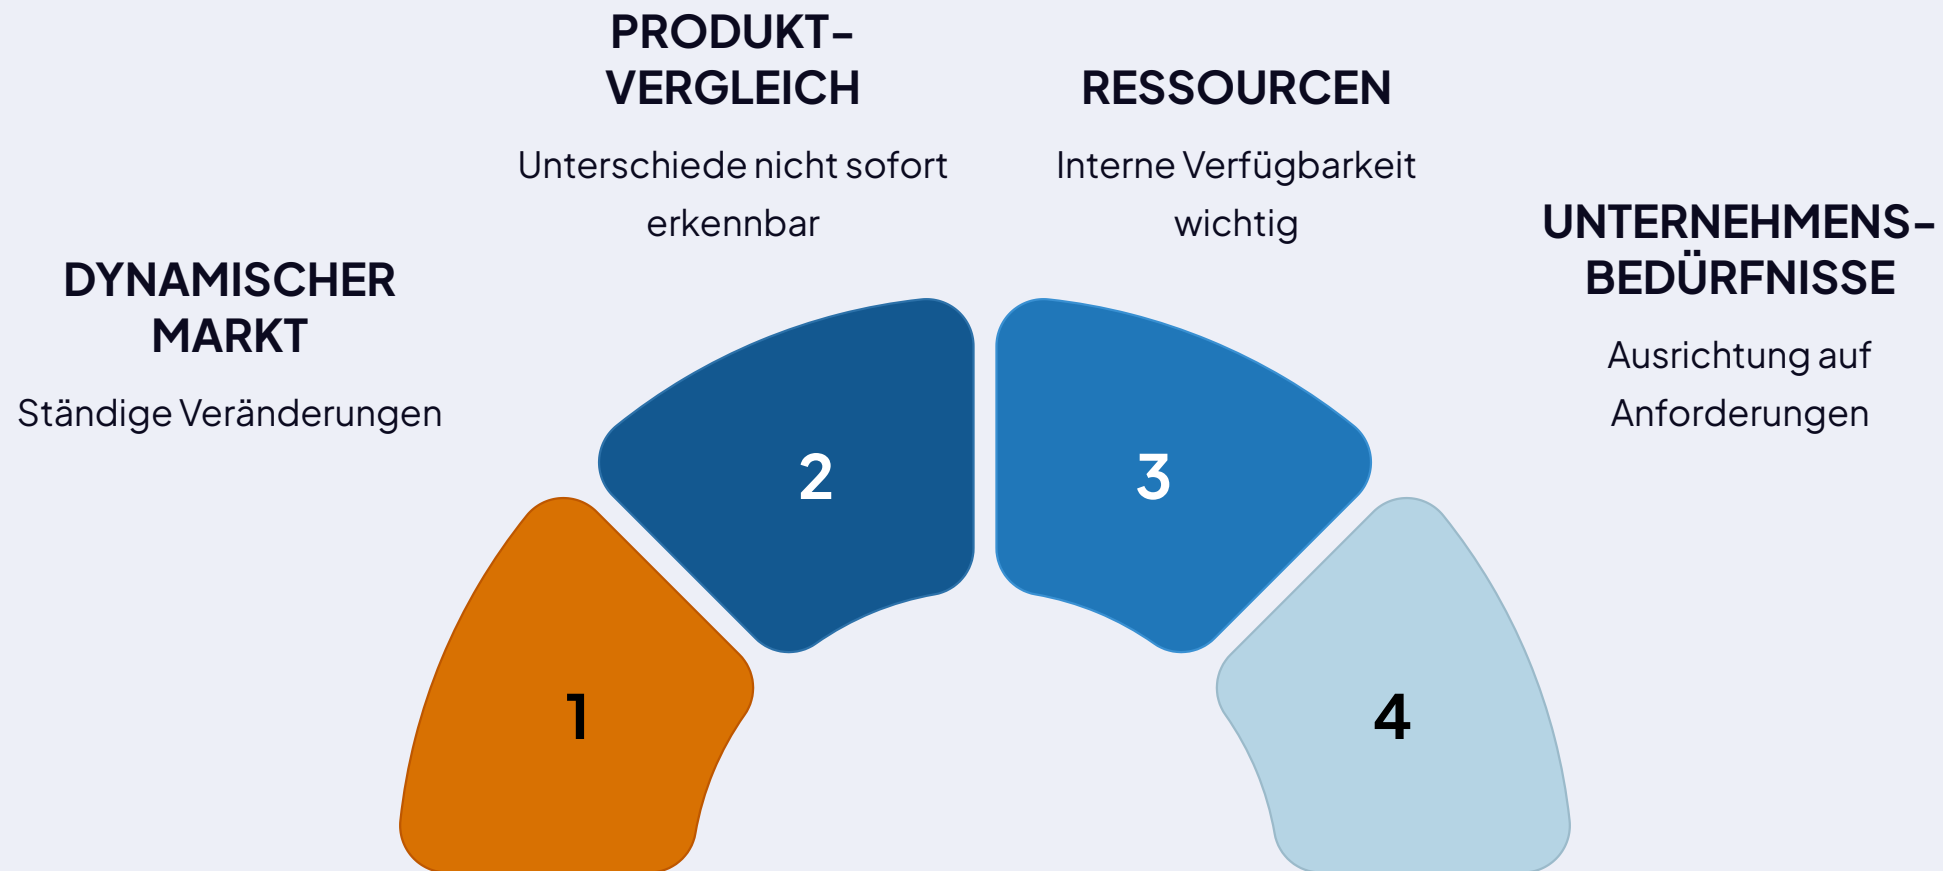 DYNAMISCHER
MARKT
Ständige Veränderungen
1
PRODUKT-
VERGLEICH
Unterschiede nicht sofort
erkennbar
2
RESSOURCEN
Interne Verfügbarkeit
wichtig
3
UNTERNEHMENS-
BEDÜRFNISSE
Ausrichtung auf
Anforderungen
4